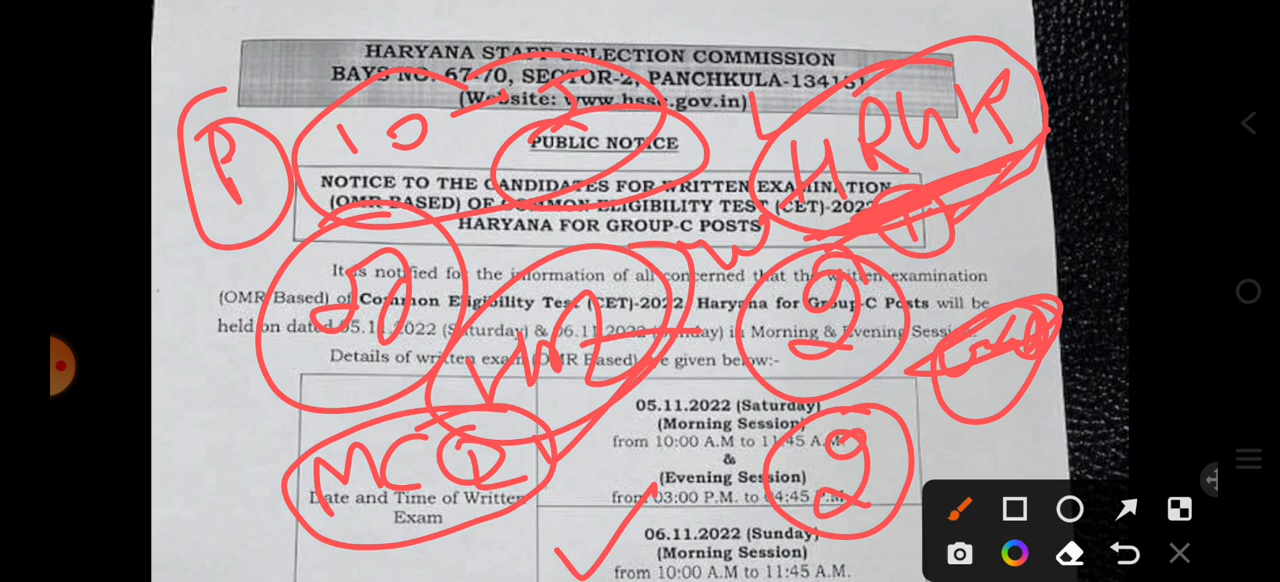 HARYANA STAFF SELECTION COMMISSION
BAYS NO. 67-70, SECTOR-2, PANCHKULA-134151
(Website: www.hssc.gov.in)
P
10
HRUK
PUBLIC NOTICE
NOTICE TO THE CANDIDATES FOR WRITTEN EXAMINATION
(OMR BASED) OF COMMON ELIGIBILITY TEST (CET)-2022
HARYANA FOR GROUP-C POSTS
It is notified for the information of all concerned that the written examination
(OMR Based) of Common Eligibility Test (CET)-2022, Haryana for Group-C Posts will be
held on dated 05.11.2022 (Saturday) & 06.11.2022 (Sunday) in Morning & Evening Session.
Details of written exam (OMR Based) are given below:-
MCD
Date and Time of Written
Exam
05.11.2022 (Saturday)
(Morning Session)
from 10:00 A.M to 11:45 A.M.
&
(Evening Session)
from 03:00 P.M. to 04:45 P.M.
06.11.2022 (Sunday)
(Morning Session)
from 10:00 A.M to 11:45 A.M.